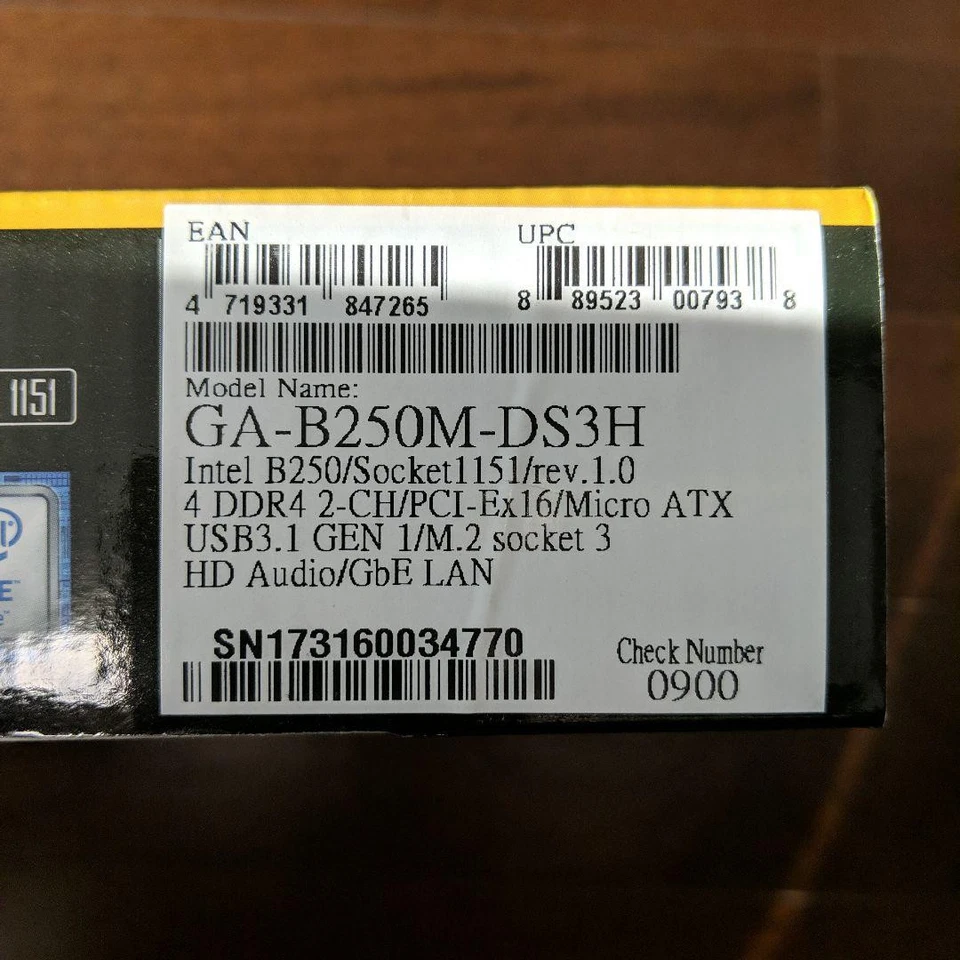 EAN
UPC
4 719331 847265
8 89523 00793 8
Model Name:
GA-B250M-DS3H
Intel B250/Socket1151/rev.1.0
4 DDR4 2-CH/PCI-Ex16/Micro ATX
USB3.1 GEN 1/M.2 socket 3
HD Audio/GbE LAN
SN173160034770
Check Number
0900
1151